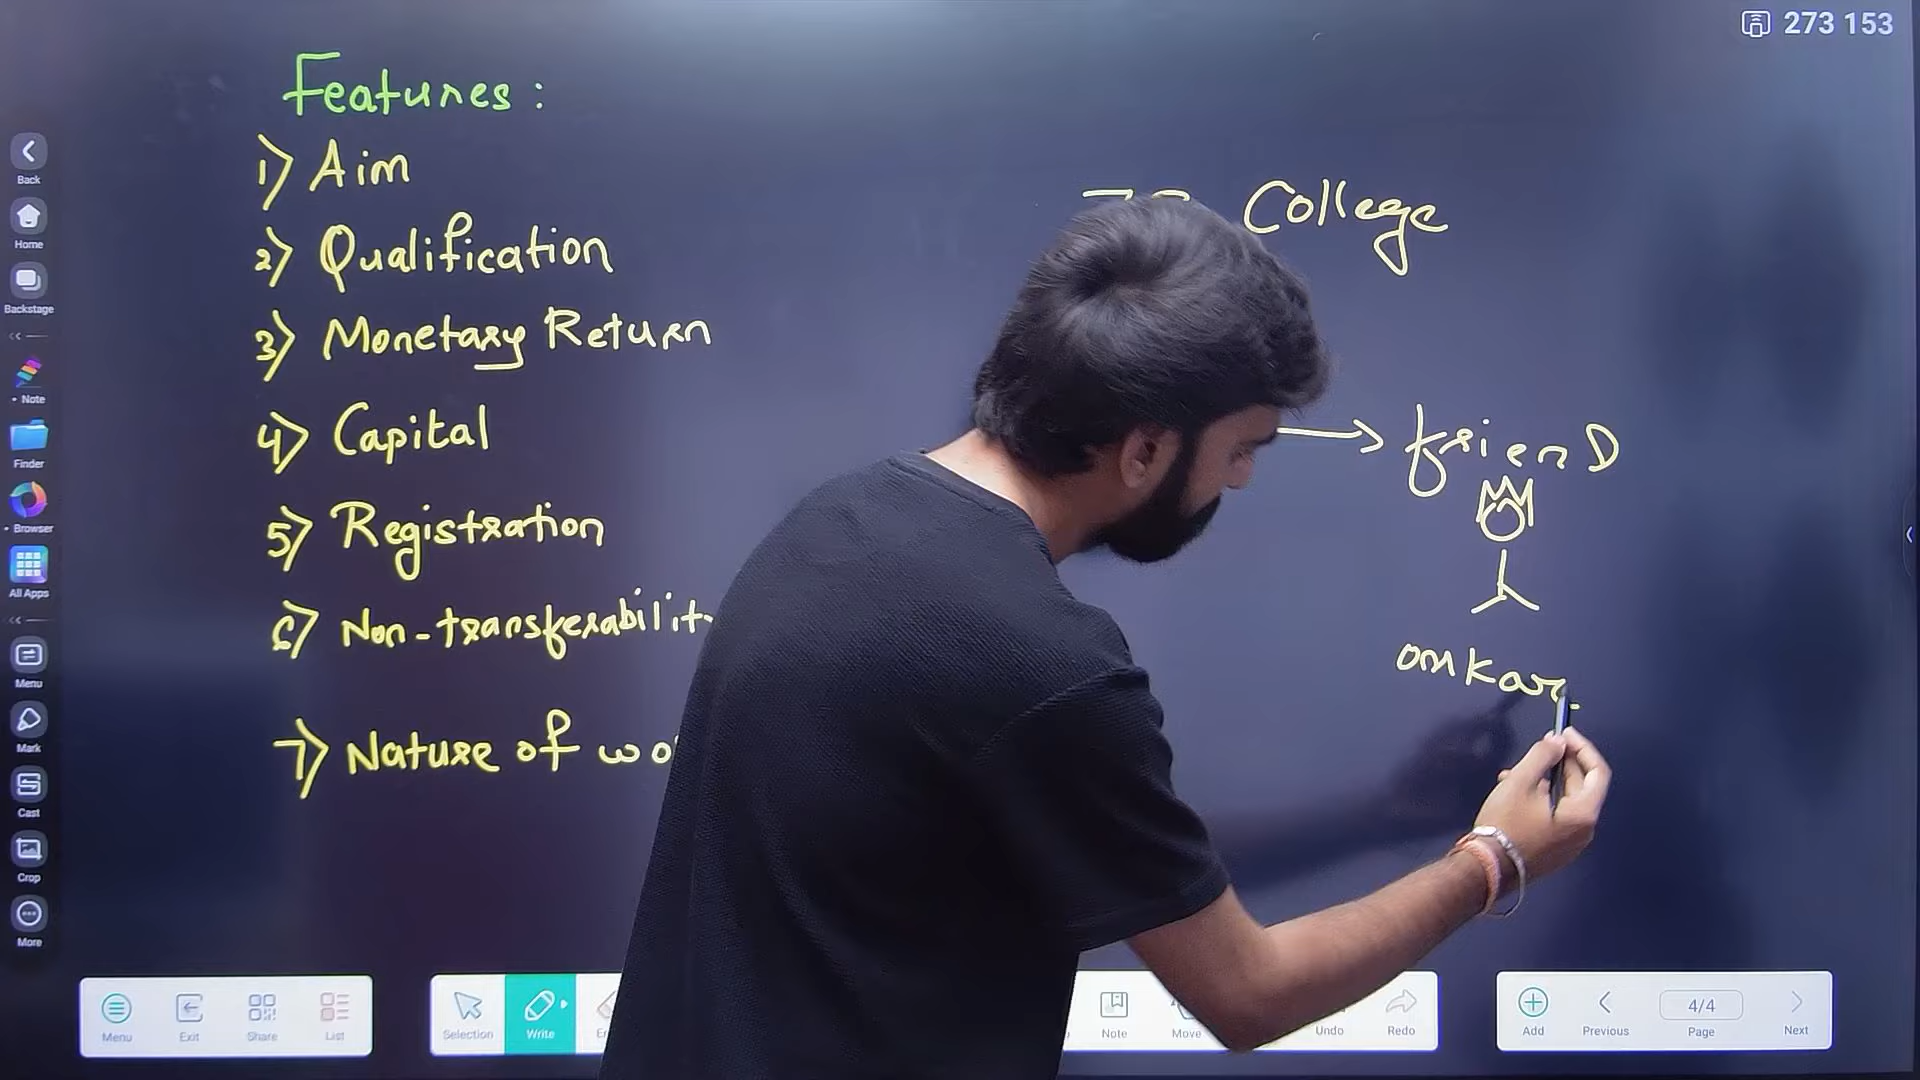 273 153
Features :
1) Aim
2) Qualification
3) Monetary Return
4) Capital
5) Registration
6) Non-transferabilit
7) Nature of wo
College
frienD
omkar
Back
Home
Backstage
Note
Finder
Browser
All Apps
Menu
Mark
Cast
Crop
More
Menu Exit Share List
Selection Write
Note Move Undo Redo
4/4
Add Previous Page Next